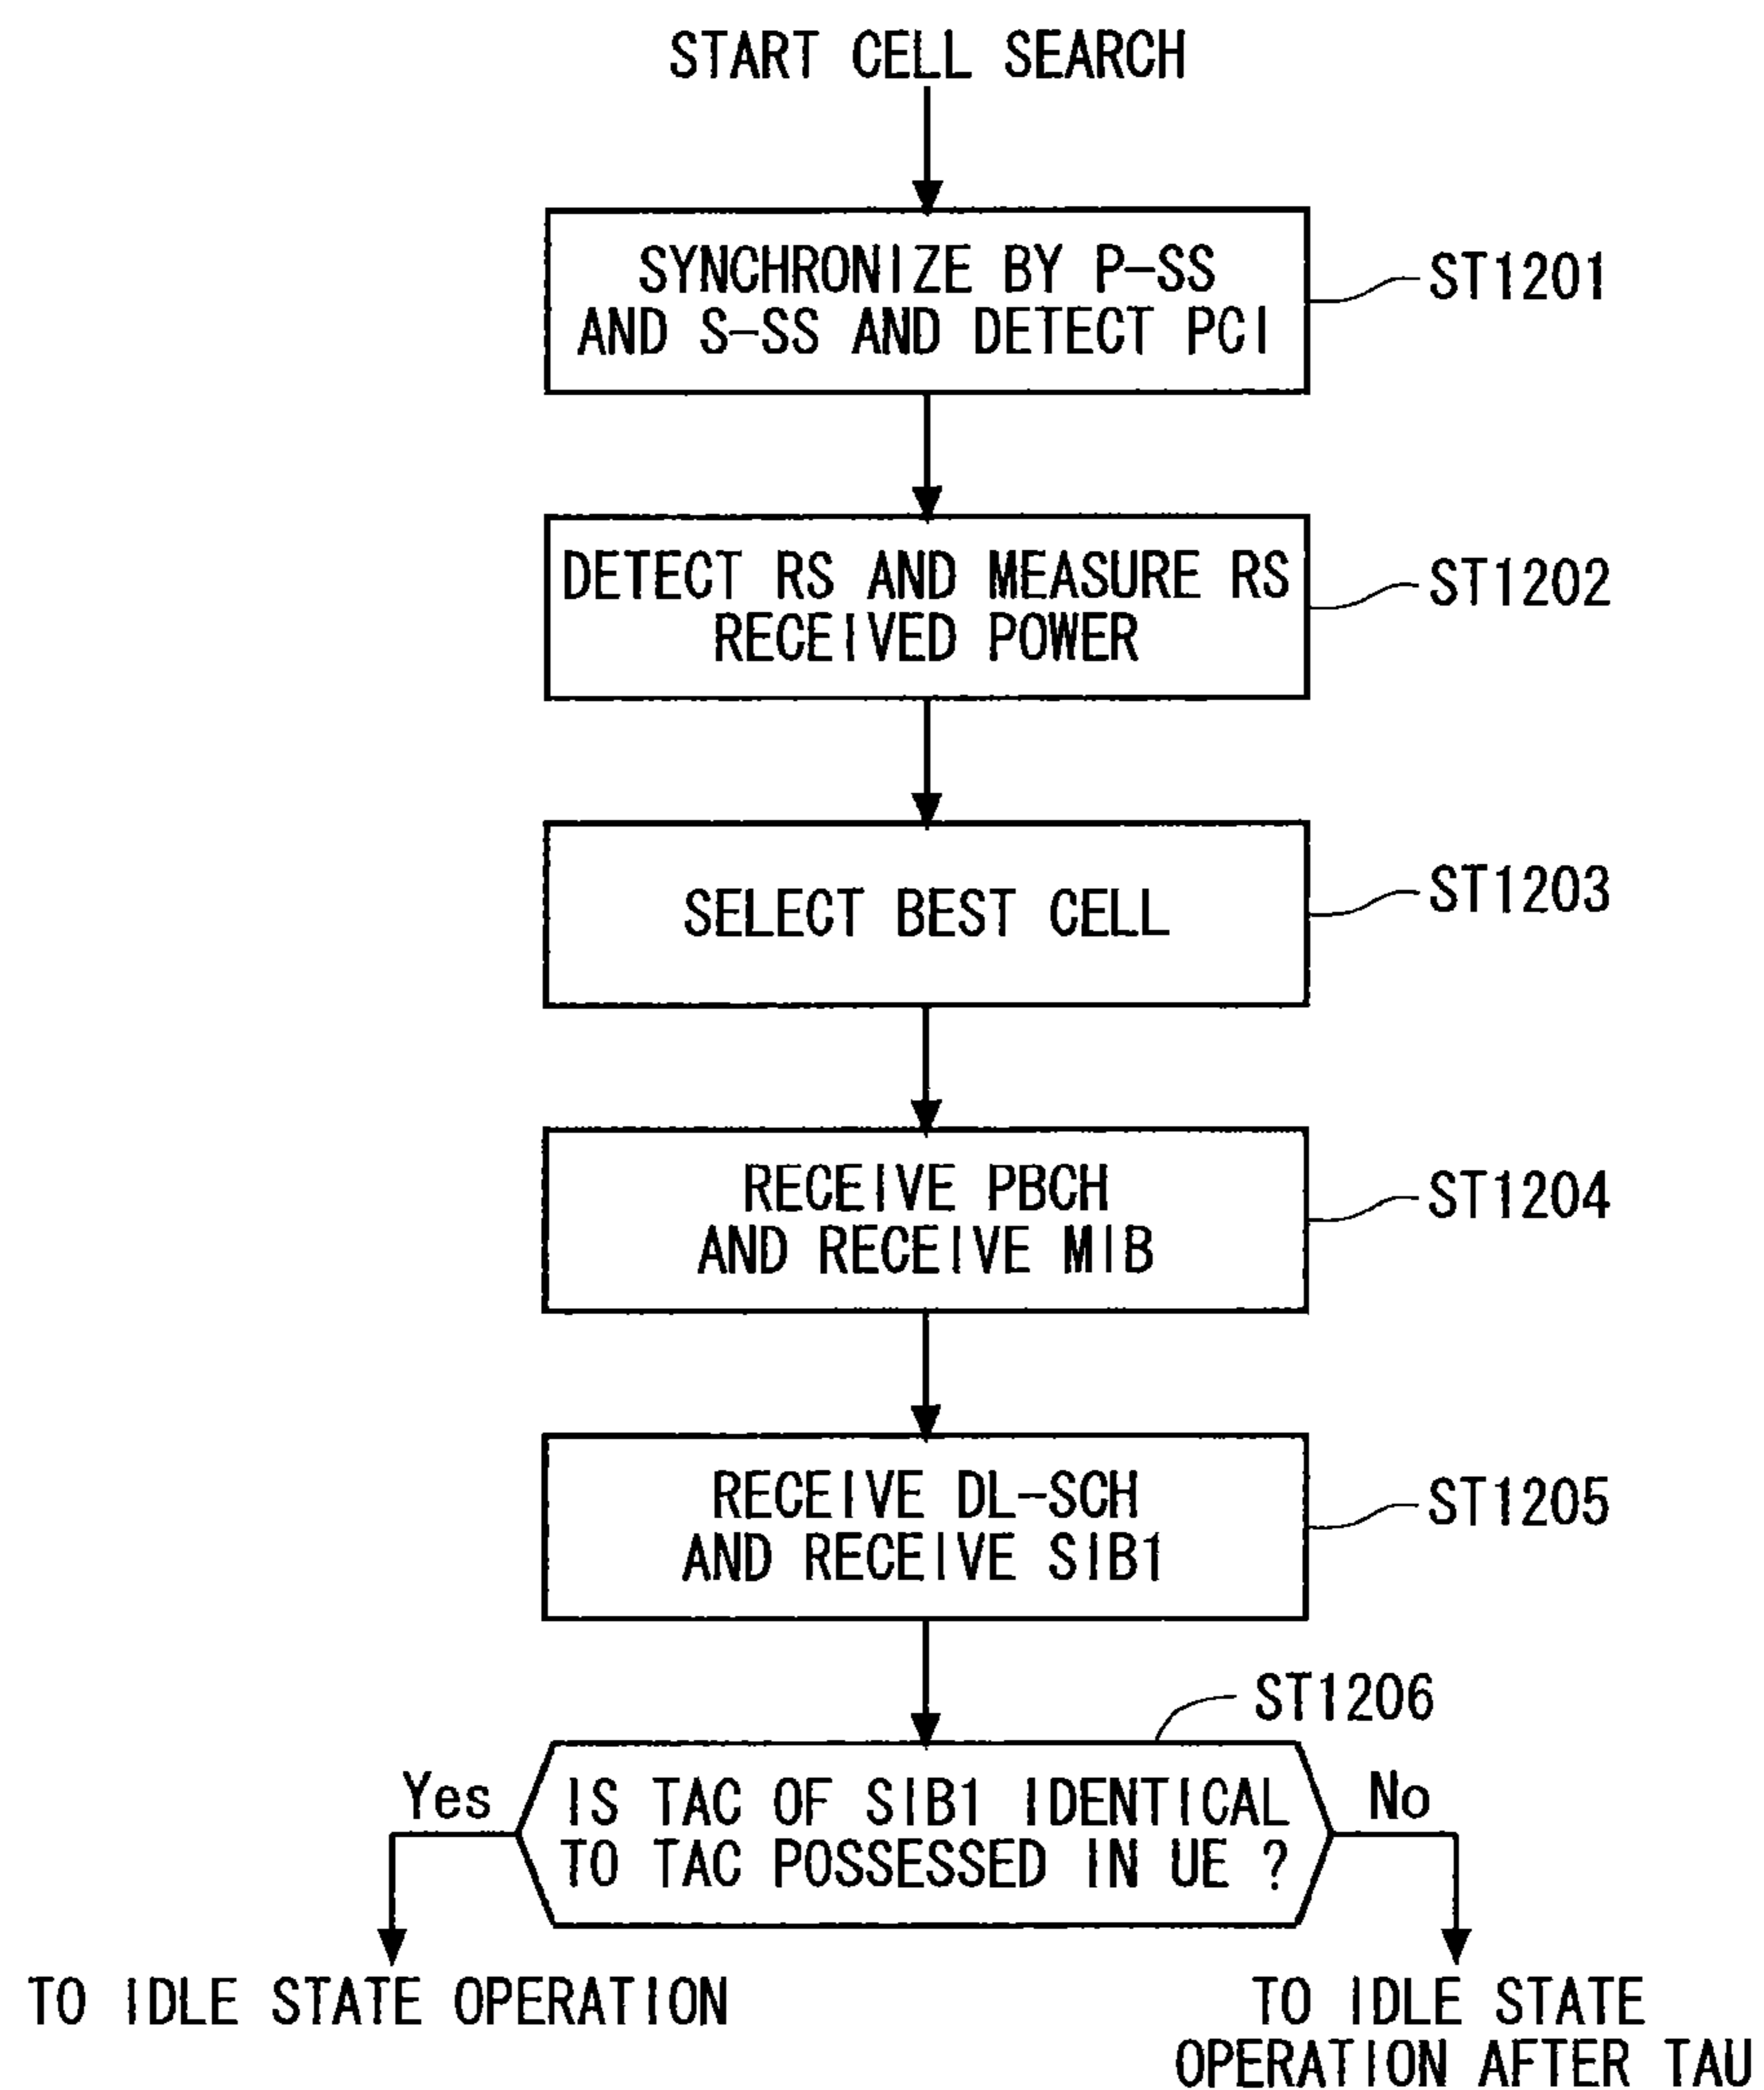 START CELL SEARCH
SYNCHRONIZE BY P-SS
AND S-SS AND DETECT PCI
ST1201
DETECT RS AND MEASURE RS
RECEIVED POWER
ST1202
SELECT BEST CELL
ST1203
RECEIVE PBCH
AND RECEIVE MIB
ST1204
RECEIVE DL-SCH
AND RECEIVE SIB1
ST1205
ST1206
IS TAC OF SIB1 IDENTICAL
TO TAC POSSESSED IN UE ?
Yes
No
TO IDLE STATE OPERATION
TO IDLE STATE
OPERATION AFTER TAU